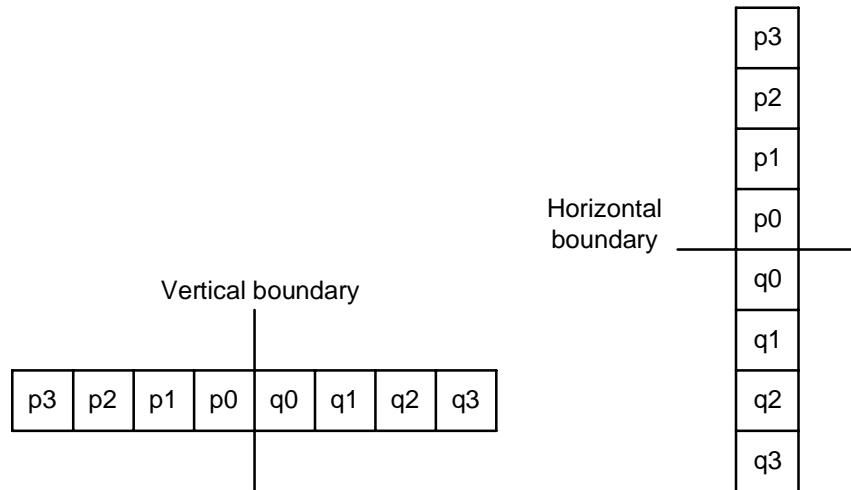 Vertical boundary
p3 p2 p1 p0 q0 q1 q2 q3
Horizontal
boundary
p3
p2
p1
p0
q0
q1
q2
q3